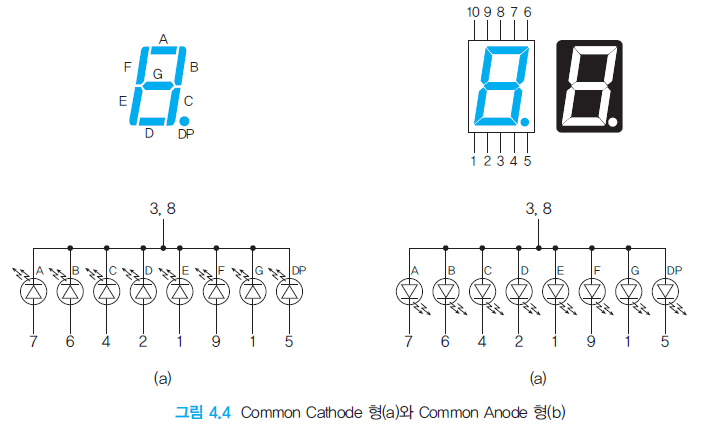 A
F
B
G
E
C
D
DP
10 9 8 7 6
1 2 3 4 5
3, 8
A B C D E F G DP
7 6 4 2 1 9 1 5
(a)
3, 8
A B C D E F G DP
7 6 4 2 1 9 1 5
(a)
그림 4.4 Common Cathode 형(a)와 Common Anode 형(b)